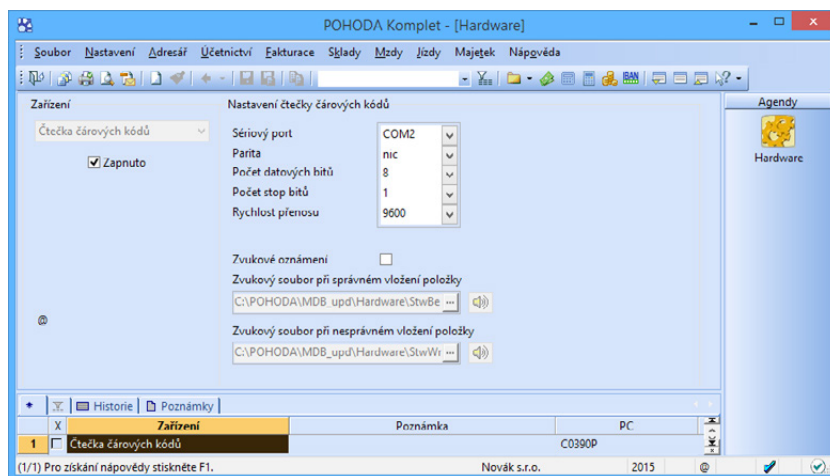 POHODA Komplet - [Hardware]
Soubor Nastavení Adresář Účetnictví Fakturace Sklady Mzdy Jízdy Majetek Nápověda
IBAN
Zařízení
Čtečka čárových kódů
Zapnuto
@
Nastavení čtečky čárových kódů
Sériový port COM2
Parita nic
Počet datových bitů 8
Počet stop bitů 1
Rychlost přenosu 9600
Zvukové oznámení
Zvukový soubor při správném vložení položky
C:\POHODA\MDB_upd\Hardware\StwBe ...
Zvukový soubor při nesprávném vložení položky
C:\POHODA\MDB_upd\Hardware\StwWr ...
Agendy
Hardware
Historie Poznámky
X Zařízení Poznámka PC
1 Čtečka čárových kódů C0390P
(1/1) Pro získání nápovědy stiskněte F1. Novák s.r.o. 2015 @